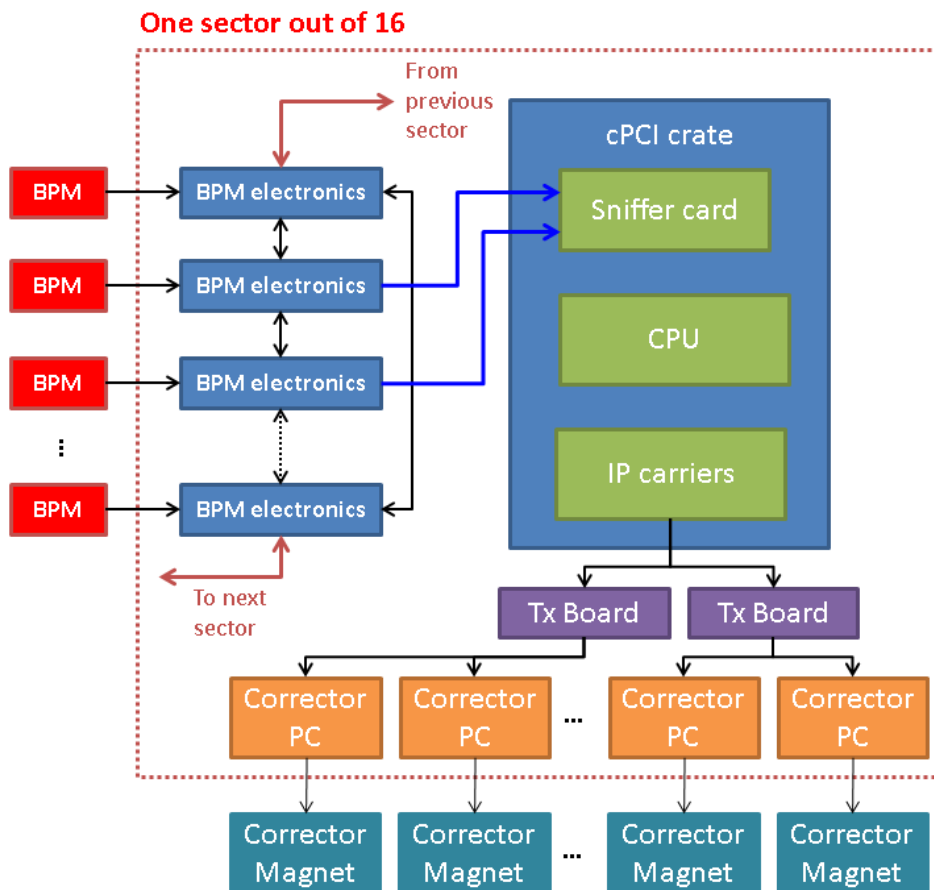 One sector out of 16
From
previous
sector
cPCI crate
BPM
BPM electronics
Sniffer card
BPM
BPM electronics
CPU
BPM
BPM electronics
...
IP carriers
BPM
BPM electronics
To next
sector
Tx Board
Tx Board
Corrector
PC
Corrector
PC
...
Corrector
PC
Corrector
PC
Corrector
Magnet
Corrector
Magnet
...
Corrector
Magnet
Corrector
Magnet